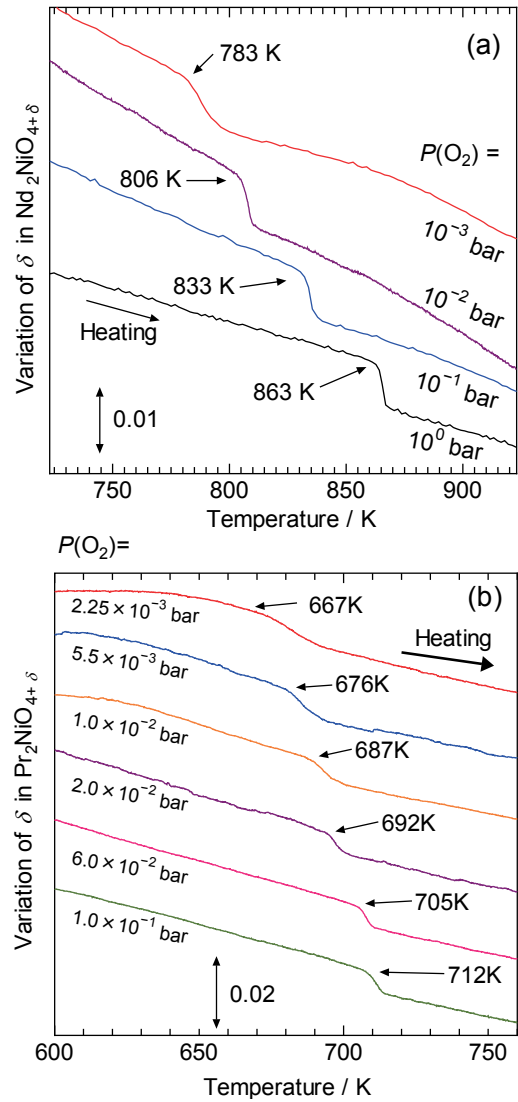 (a)
783 K
P(O₂) =
806 K
10⁻³ bar
833 K
10⁻² bar
Heating
863 K
10⁻¹ bar
0.01
10⁰ bar
Variation of δ in Nd₂NiO₄₊δ
750 800 850 900
Temperature / K
P(O₂)=
(b)
2.25 × 10⁻³ bar
667K
Heating
5.5 × 10⁻³ bar
676K
1.0 × 10⁻² bar
687K
2.0 × 10⁻² bar
692K
6.0 × 10⁻² bar
705K
1.0 × 10⁻¹ bar
712K
0.02
Variation of δ in Pr₂NiO₄₊δ
600 650 700 750
Temperature / K